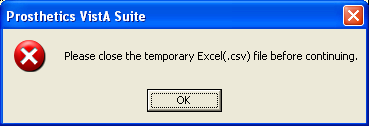 Prosthetics VistA Suite
Please close the temporary Excel(.csv) file before continuing.
OK